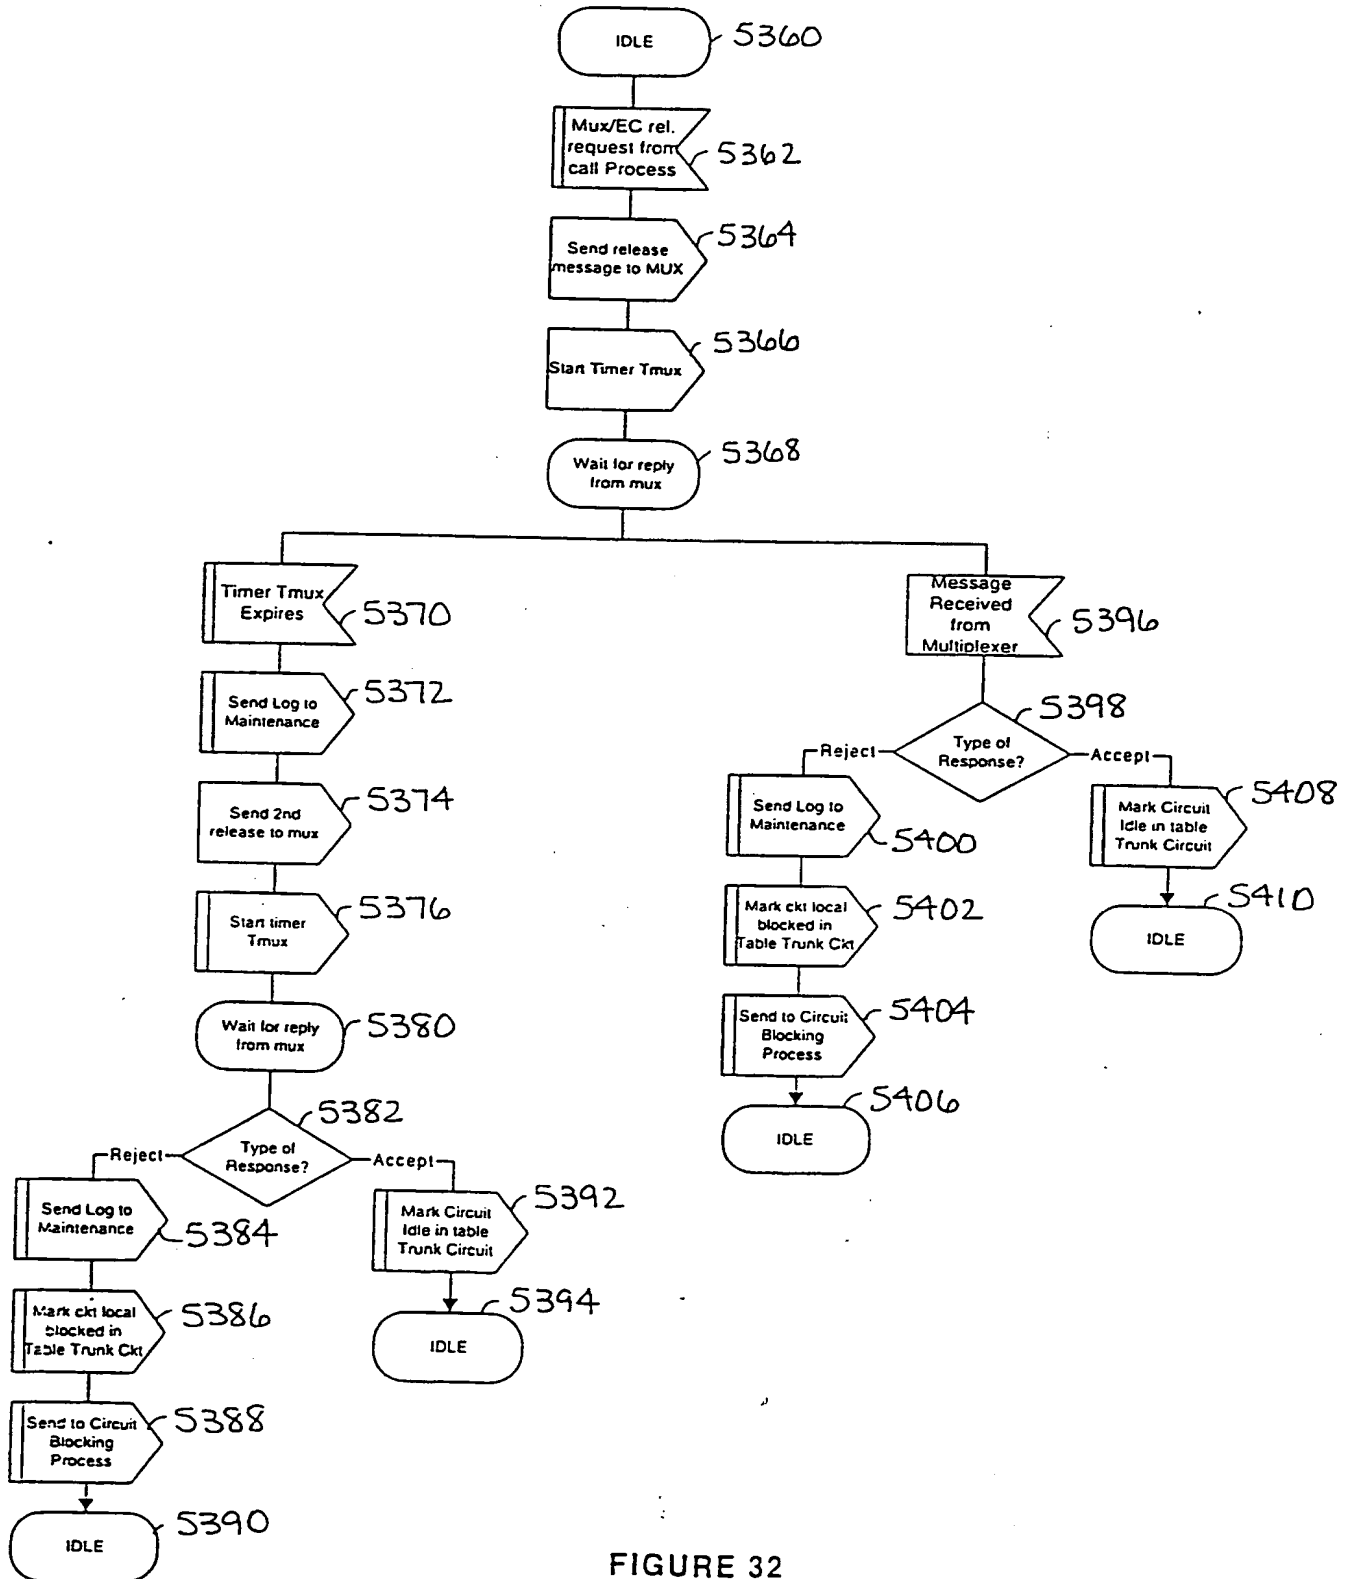 IDLE
5360
Mux/EC rel.
request from
call Process
5362
Send release
message to MUX
5364
Start Timer Tmux
5366
Wait for reply
from mux
5368
Timer Tmux
Expires
5370
Send Log to
Maintenance
5372
Send 2nd
release to mux
5374
Start timer
Tmux
5376
Wait for reply
from mux
5380
Type of
Response?
5382
Reject
Accept
Send Log to
Maintenance
5384
Mark ckt local
blocked in
Table Trunk Ckt
5386
Send to Circuit
Blocking
Process
5388
IDLE
5390
Mark Circuit
Idle in table
Trunk Circuit
5392
IDLE
5394
Message
Received
from
Multiplexer
5396
Type of
Response?
5398
Reject
Accept
Send Log to
Maintenance
5400
Mark ckt local
blocked in
Table Trunk Ckt
5402
Send to Circuit
Blocking
Process
5404
IDLE
5406
Mark Circuit
Idle in table
Trunk Circuit
5408
IDLE
5410
FIGURE 32